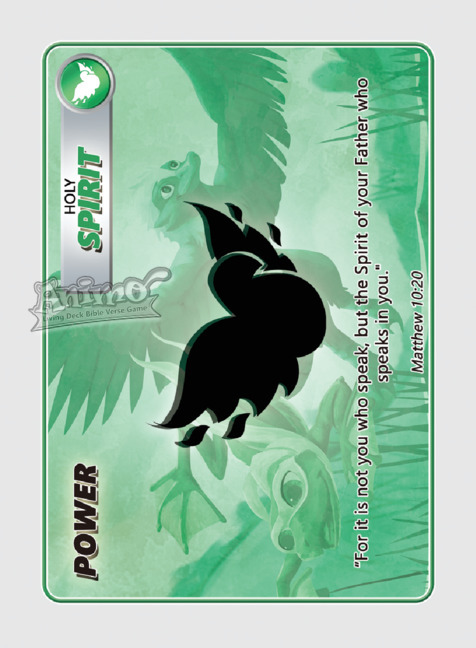 POWER
HOLY
SPIRIT
Animof
Living Deck Bible Verse Game
"For it is not you who speak, but the Spirit of your Father who
speaks in you."
Matthew 10:20